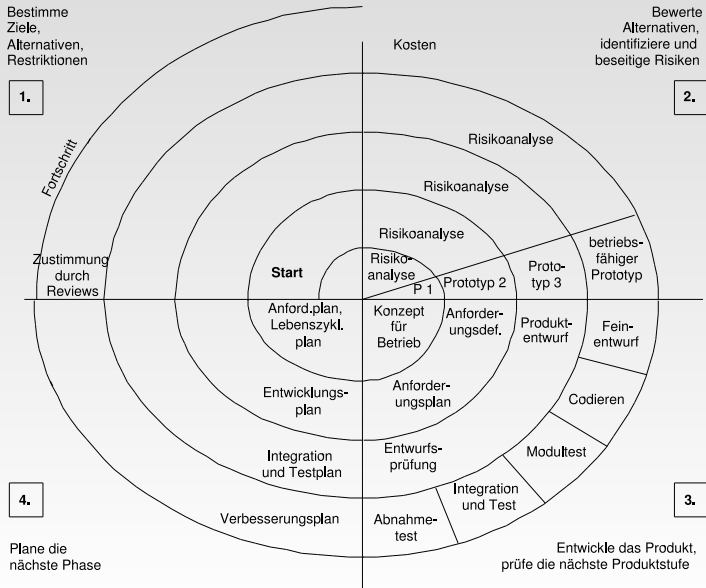 Bestimme
Ziele,
Alternativen,
Restriktionen
1.
Kosten
Bewerte
Alternativen,
identifiziere und
beseitige Risiken
2.
Fortschritt
Zustimmung
durch
Reviews
Start
Risikoanalyse
Risikoanalyse
Risikoanalyse
Risiko-
analyse
P 1
Prototyp 2
Proto-
typ 3
betriebs-
fähiger
Prototyp
Anford.plan,
Lebenszykl.
plan
Konzept
für
Betrieb
Anforder-
ungsdef.
Produkt-
entwurf
Fein-
entwurf
Entwicklungs-
plan
Anforder-
ungsplan
Codieren
Integration
und Testplan
Entwurfs-
prüfung
Modultest
Integration
und Test
Verbesserungsplan
Abnahme-
test
4.
Plane die
nächste Phase
3.
Entwickle das Produkt,
prüfe die nächste Produktstufe